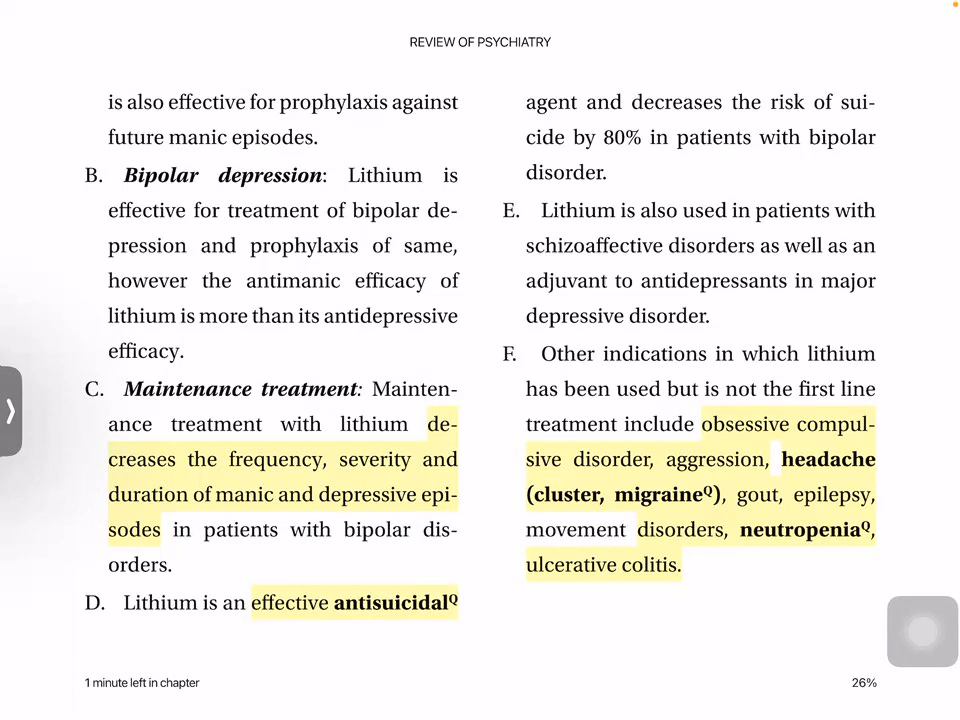 REVIEW OF PSYCHIATRY
is also effective for prophylaxis against
future manic episodes.
B. Bipolar depression: Lithium is
effective for treatment of bipolar de-
pression and prophylaxis of same,
however the antimanic efficacy of
lithium is more than its antidepressive
efficacy.
C. Maintenance treatment: Mainten-
ance treatment with lithium de-
creases the frequency, severity and
duration of manic and depressive epi-
sodes in patients with bipolar dis-
orders.
D. Lithium is an effective antisuicidalQ
agent and decreases the risk of sui-
cide by 80% in patients with bipolar
disorder.
E. Lithium is also used in patients with
schizoaffective disorders as well as an
adjuvant to antidepressants in major
depressive disorder.
F. Other indications in which lithium
has been used but is not the first line
treatment include obsessive compul-
sive disorder, aggression, headache
(cluster, migraineQ), gout, epilepsy,
movement disorders, neutropeniaQ,
ulcerative colitis.
1 minute left in chapter
26%